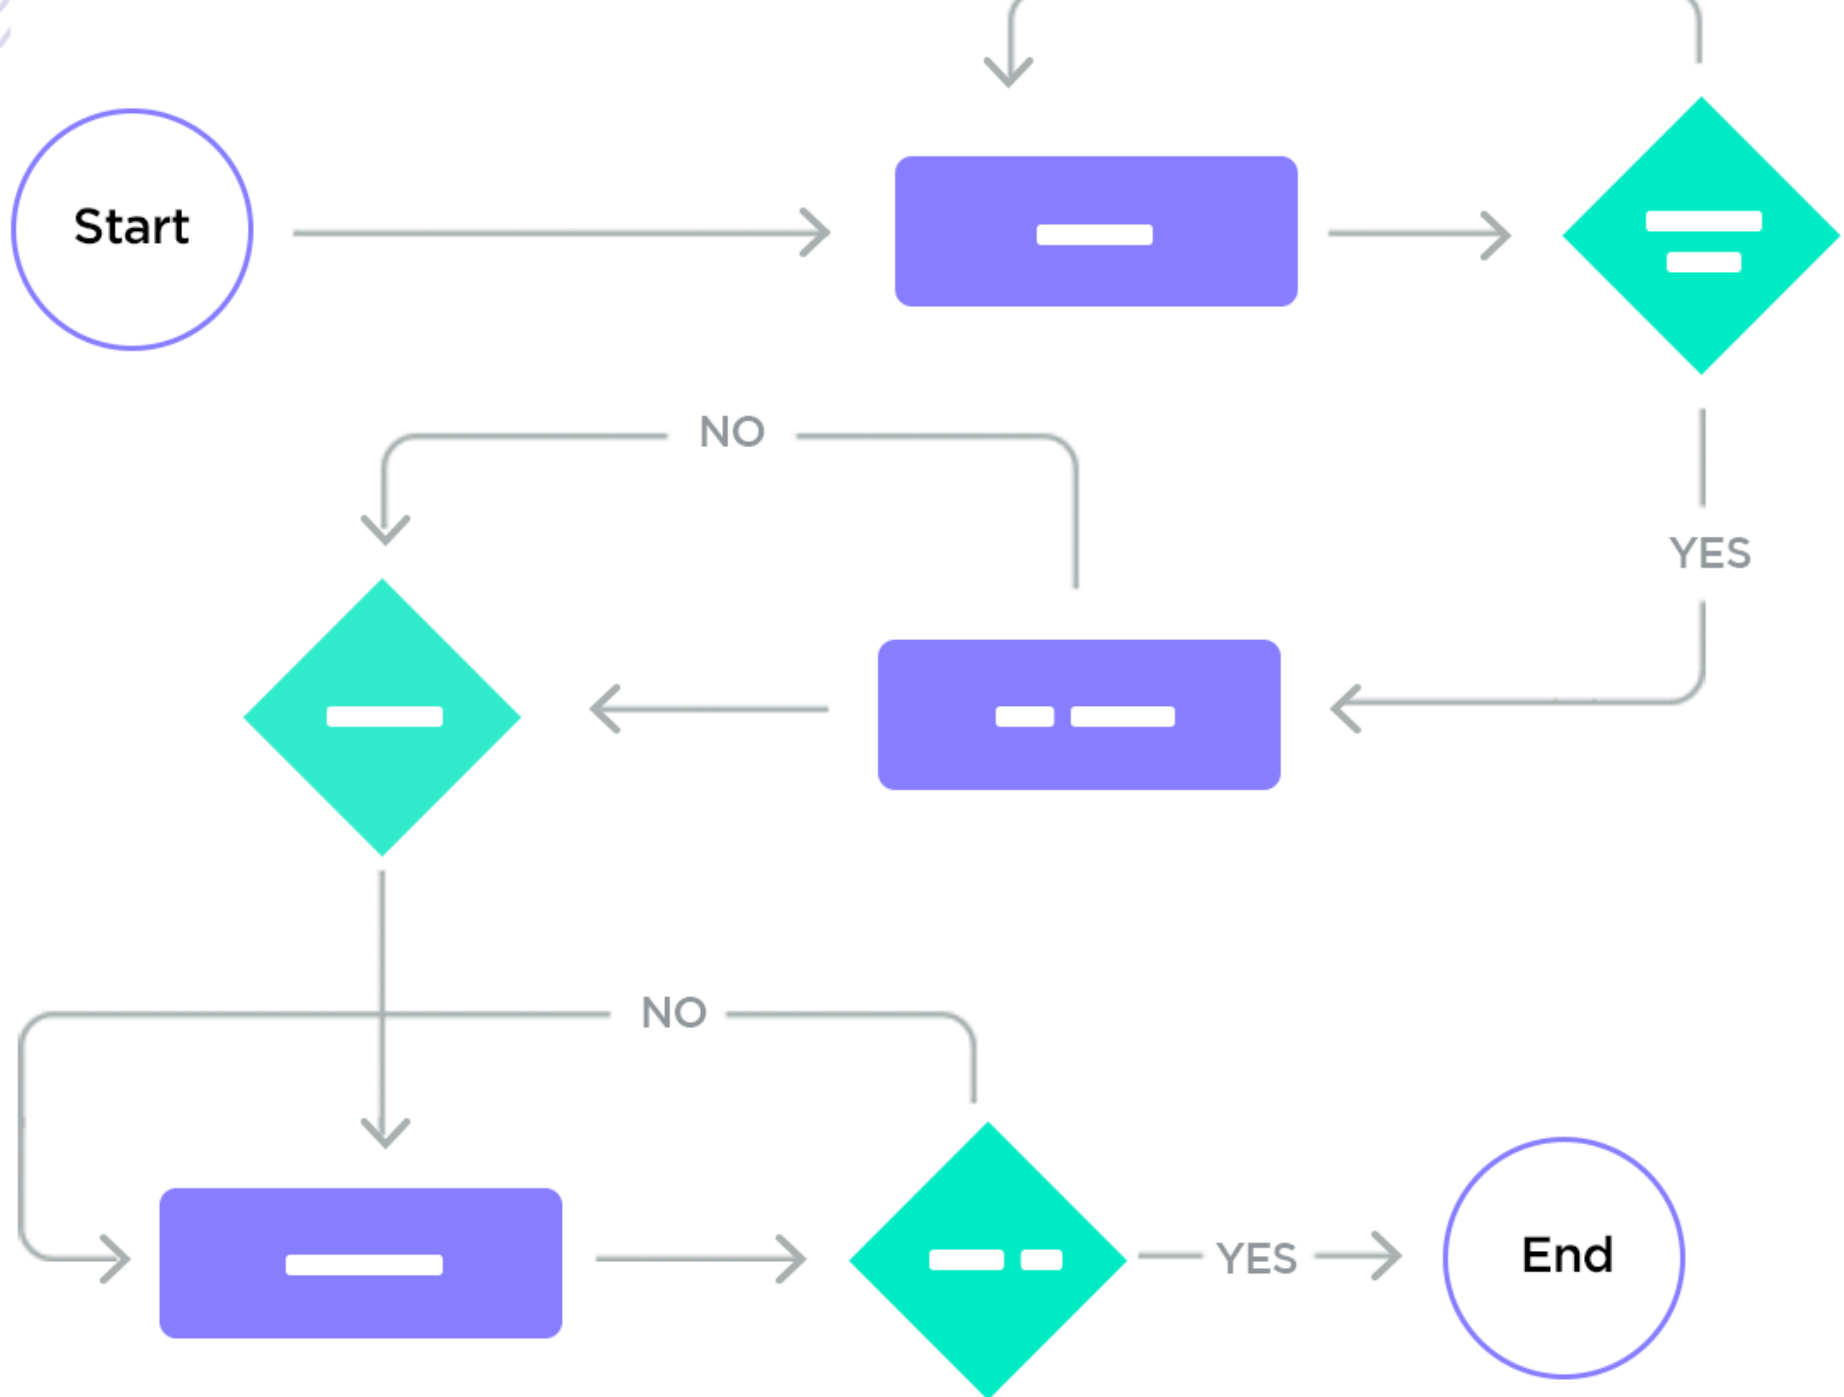 Start
NO
YES
NO
YES
End